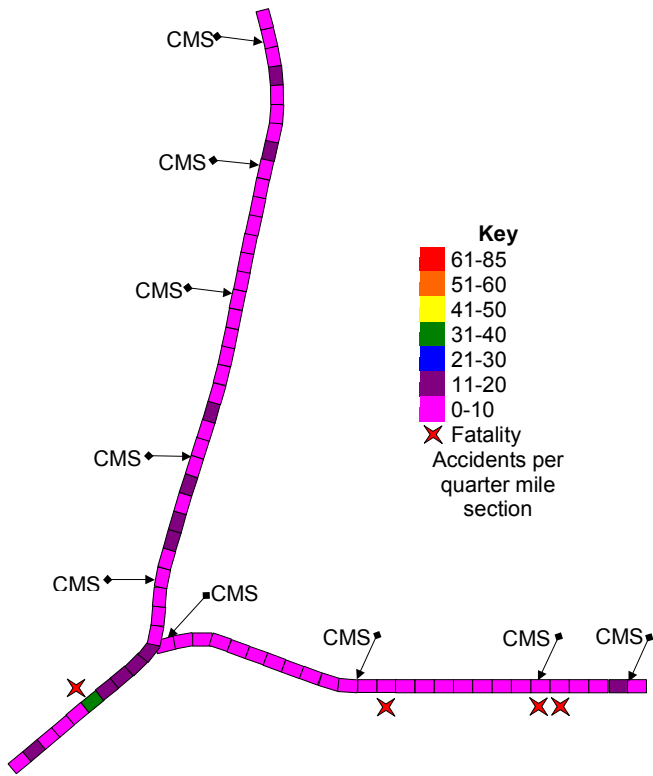 CMS
CMS
Key
61-85
CMS
51-60
41-50
31-40
21-30
11-20
0-10
Fatality
CMS
Accidents per
quarter mile
section
CMS
CMS
CMS
CMS
CMS